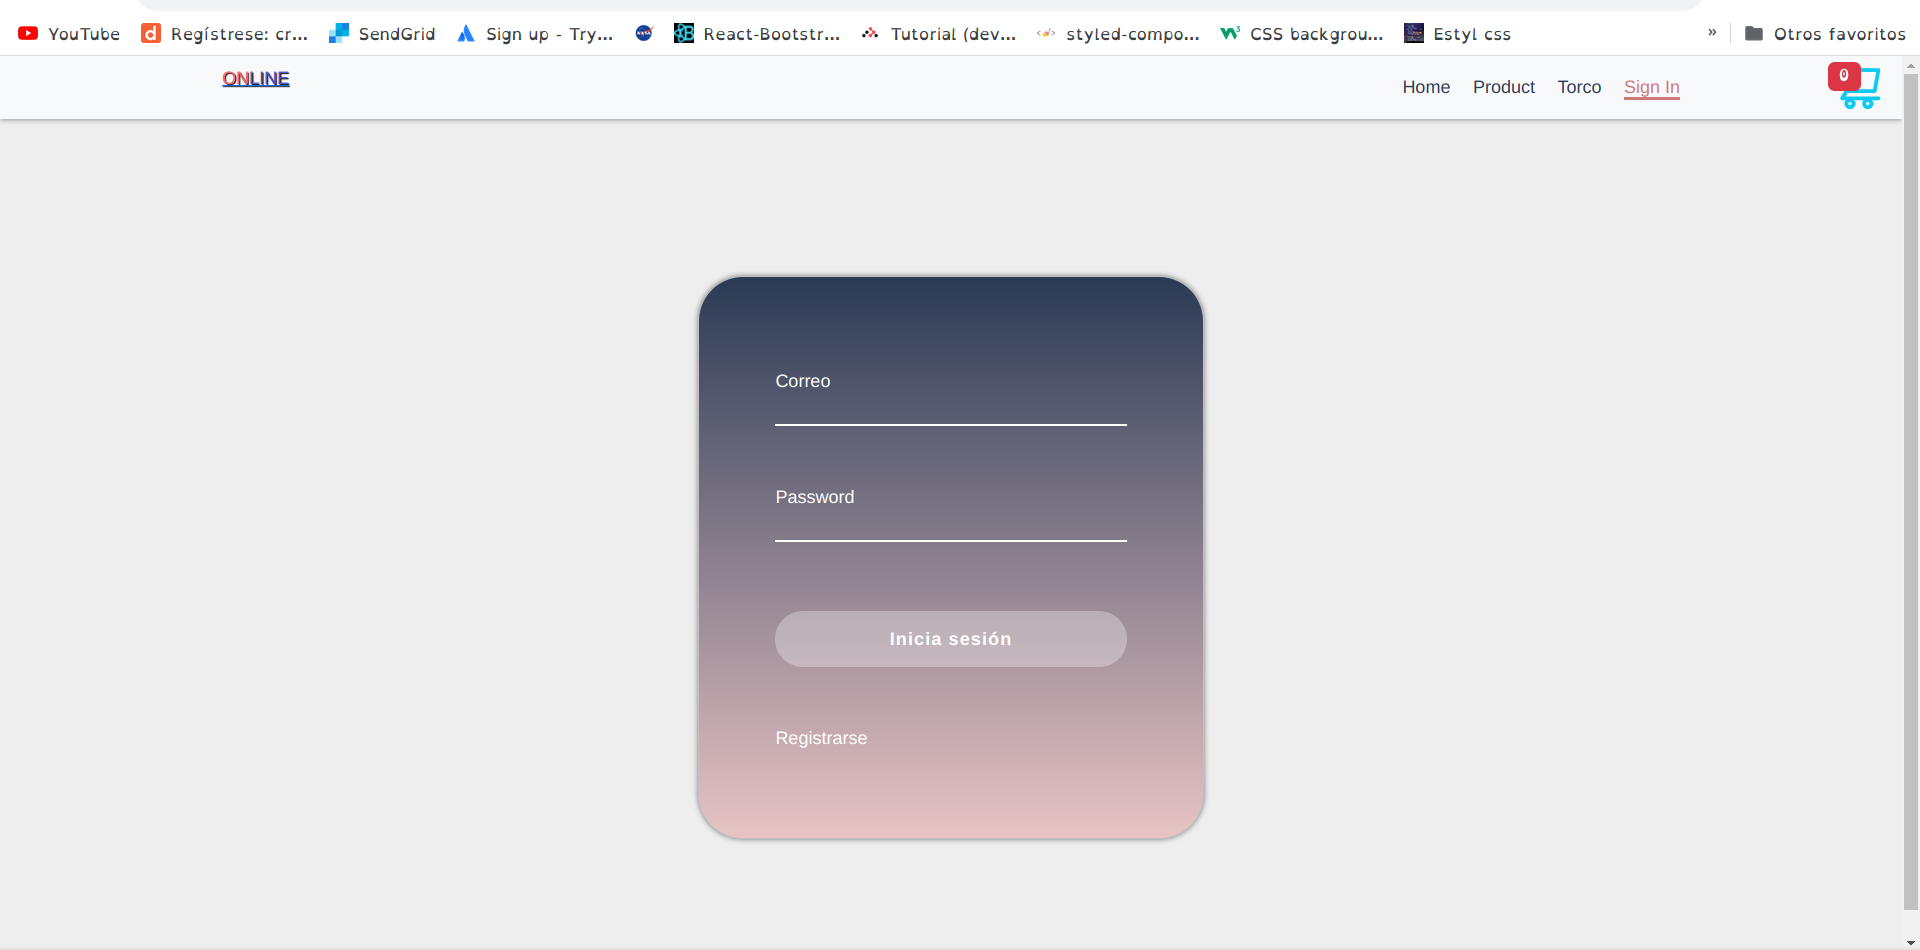 YouTube Regístrese: cr... SendGrid Sign up - Try... React-Bootstr... Tutorial (dev... styled-compo... CSS backgrou... Estyl css » Otros favoritos
ONLINE Home Product Torco Sign In 0
Correo
Password
Inicia sesión
Registrarse